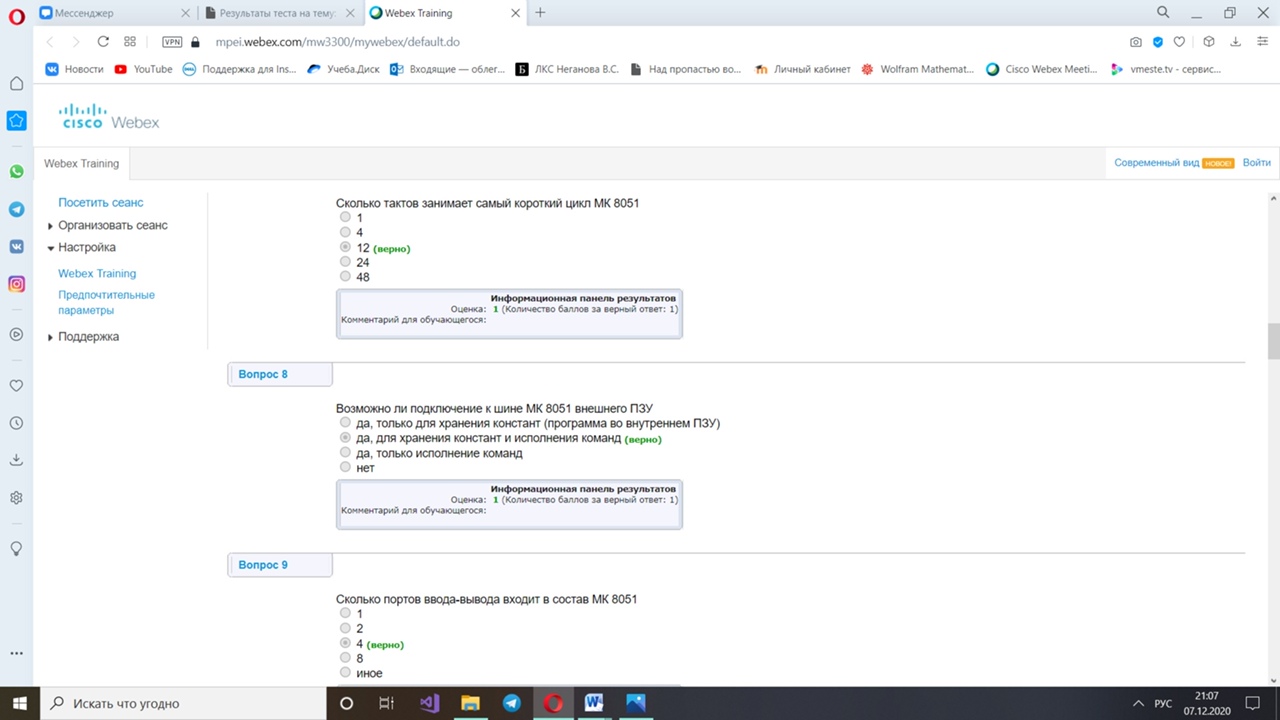 Мессенджер
Результаты теста на тему:
Webex Training
VPN
mpei.webex.com/mw3300/mywebex/default.do
Новости
YouTube
Поддержка для Ins...
Учеба.Диск
Входящие — облег...
ЛКС Неганова В.С.
Над пропастью во...
Личный кабинет
Wolfram Mathemat...
Cisco Webex Meeti...
vmeste.tv - сервис...
cisco Webex
Webex Training
Современный вид НОВОЕ!
Войти
Посетить сеанс
Организовать сеанс
Настройка
Webex Training
Предпочтительные
параметры
Поддержка
Сколько тактов занимает самый короткий цикл МК 8051
1
4
12 (верно)
24
48
Информационная панель результатов
Оценка: 1 (Количество баллов за верный ответ: 1)
Комментарий для обучающегося:
Вопрос 8
Возможно ли подключение к шине МК 8051 внешнего ПЗУ
да, только для хранения констант (программа во внутреннем ПЗУ)
да, для хранения констант и исполнения команд (верно)
да, только исполнение команд
нет
Информационная панель результатов
Оценка: 1 (Количество баллов за верный ответ: 1)
Комментарий для обучающегося:
Вопрос 9
Сколько портов ввода-вывода входит в состав МК 8051
1
2
4 (верно)
8
иное
Искать что угодно
РУС
21:07
07.12.2020